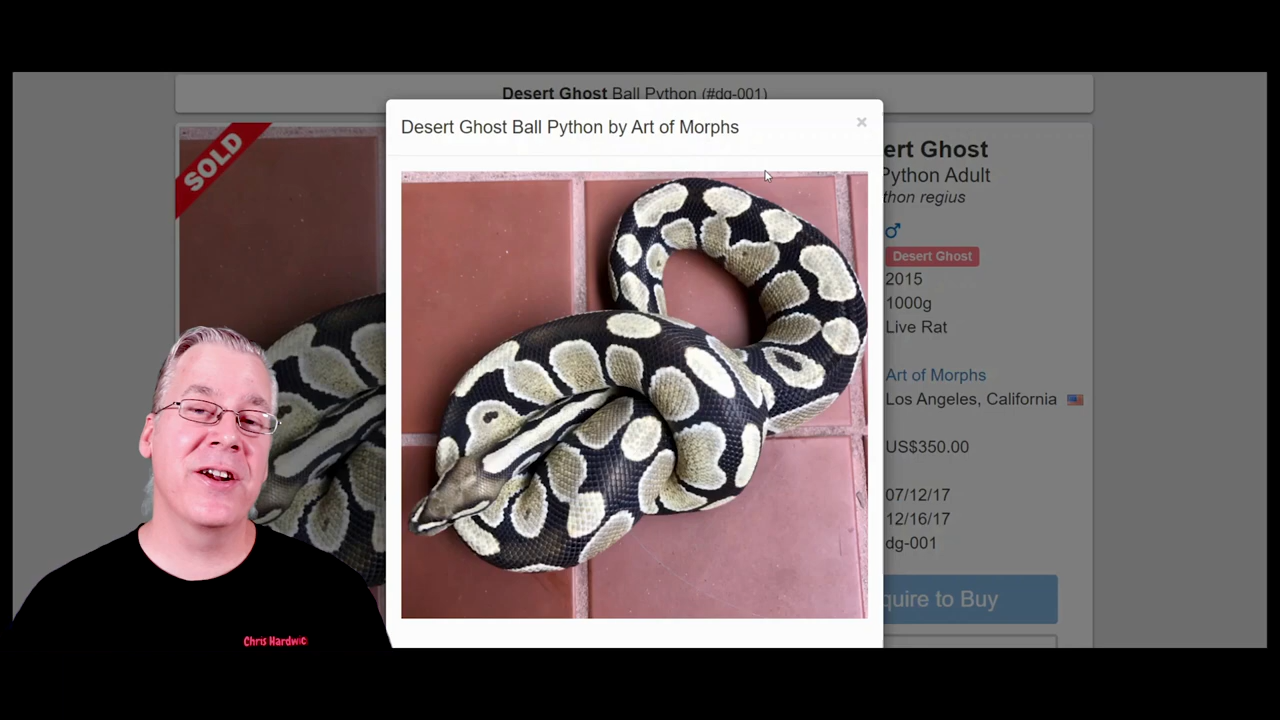 Desert Ghost Ball Python (#dg-001)
Desert Ghost Ball Python by Art of Morphs
×
SOLD
ert Ghost
Python Adult
thon regius
♂
Desert Ghost
2015
1000g
Live Rat
Art of Morphs
Los Angeles, California
US$350.00
07/12/17
12/16/17
dg-001
quire to Buy
Chris Hardwic